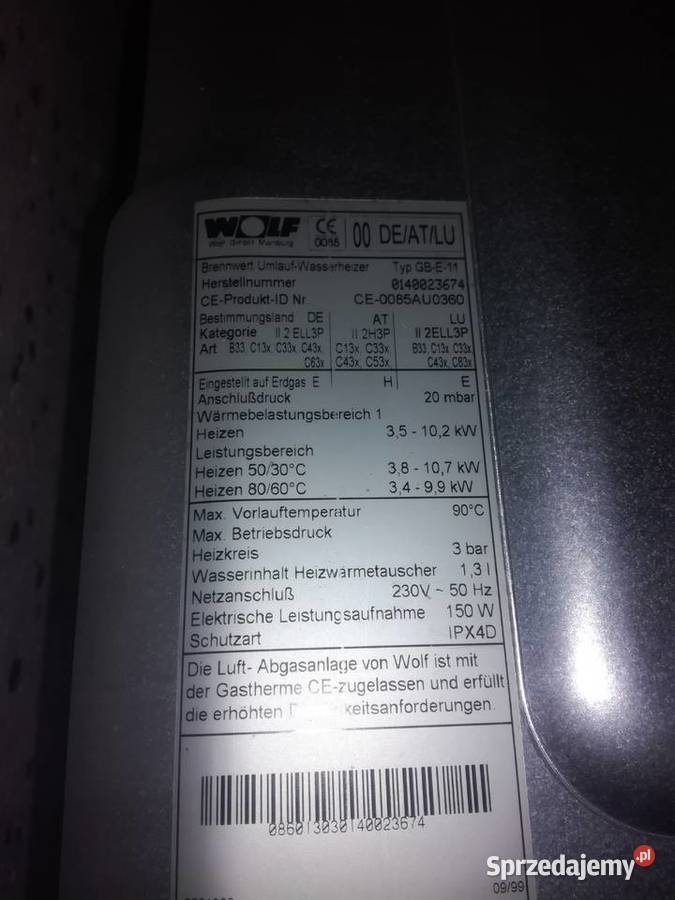 WOLF CE 0085 00 DE/AT/LU
Wolf GmbH Mainburg
Brennwert Umlauf-Wasserheizer Typ GB-E-11
Herstellnummer 0140023674
CE-Produkt-ID Nr CE-0085AU0360
Bestimmungsland DE AT LU
Kategorie II 2 ELL3P II 2H3P II 2ELL3P
Art B33, C13x, C33x, C43x, C13x, C33x, B33, C13x, C33x,
C63x C43x, C53x, C43x, C63x
Eingestellt auf Erdgas E H E
Anschlußdruck 20 mbar
Wärmebelastungsbereich 1
Heizen 3,5 - 10,2 kW
Leistungsbereich
Heizen 50/30°C 3,8 - 10,7 kW
Heizen 80/60°C 3,4 - 9,9 kW
Max. Vorlauftemperatur 90°C
Max. Betriebsdruck
Heizkreis 3 bar
Wasserinhalt Heizwärmetauscher 1,3 l
Netzanschluß 230V ~ 50 Hz
Elektrische Leistungsaufnahme 150 W
Schutzart IPX4D
Die Luft- Abgasanlage von Wolf ist mit
der Gastherme CE-zugelassen und erfüllt
die erhöhten
086013030140023674
09/99
Sprzedajemy.pl